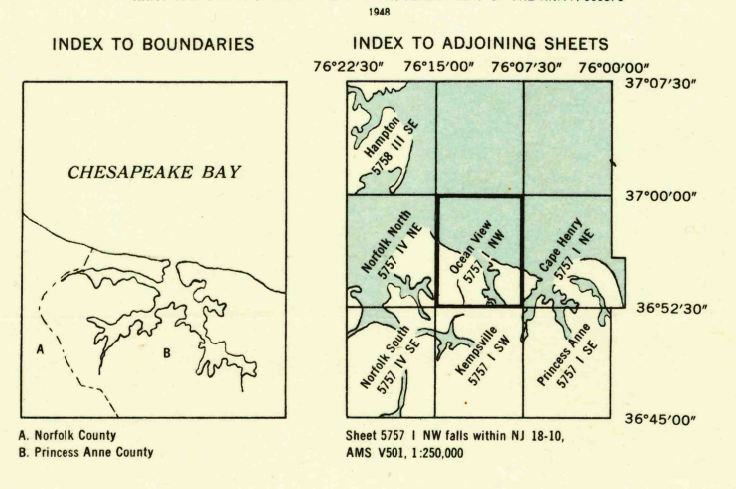 1948
INDEX TO BOUNDARIES
CHESAPEAKE BAY
A
B
A. Norfolk County
B. Princess Anne County
INDEX TO ADJOINING SHEETS
76°22'30" 76°15'00" 76°07'30" 76°00'00"
37°07'30"
Hampton
5758 III SE
37°00'00"
Norfolk North
5757 IV NE
Ocean View
5757 I NW
Cape Henry
5757 I NE
36°52'30"
Norfolk South
5757 IV SE
Kempsville
5757 I SW
Princess Anne
5757 I SE
36°45'00"
Sheet 5757 I NW falls within NJ 18-10,
AMS V501, 1:250,000